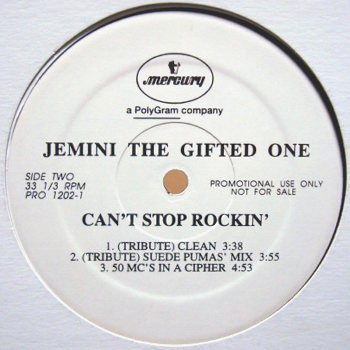 mercury
a PolyGram company
JEMINI THE GIFTED ONE
SIDE TWO
33 1/3 RPM
PRO 1202-1
PROMOTIONAL USE ONLY
NOT FOR SALE
CAN'T STOP ROCKIN'
1. (TRIBUTE) CLEAN 3:38
2. (TRIBUTE) SUEDE PUMAS' MIX 3:55
3. 50 MC'S IN A CIPHER 4:53